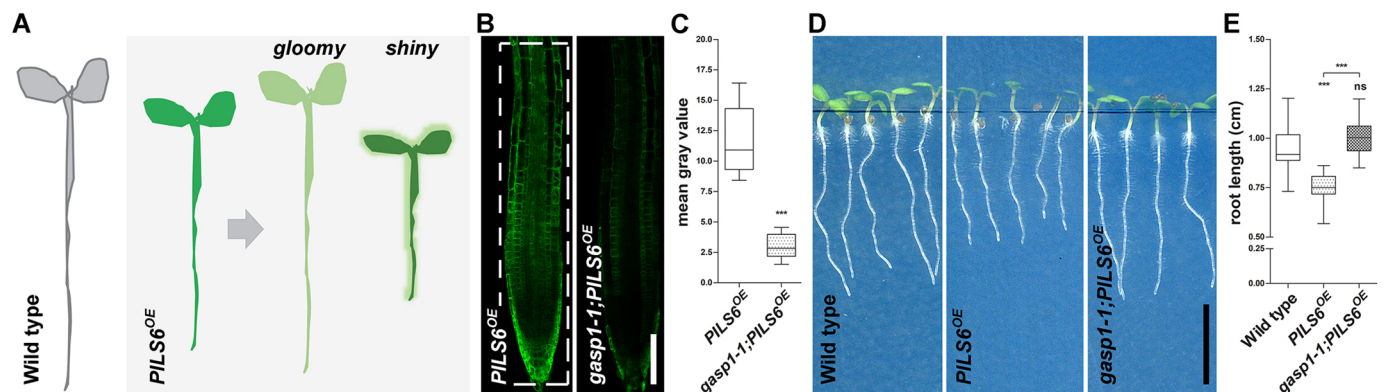 A
Wild type
PILS6OE
gloomy
shiny
B
PILS6OE
gasp1-1;PILS6OE
C
mean gray value
20.0
17.5
15.0
12.5
10.0
7.5
5.0
2.5
0.0
***
PILS6OE
gasp1-1;PILS6OE
D
Wild type
PILS6OE
gasp1-1;PILS6OE
E
root length (cm)
1.50
1.25
1.00
0.75
0.50
0.25
0.00
***
***
ns
Wild type
PILS6OE
gasp1-1;PILS6OE